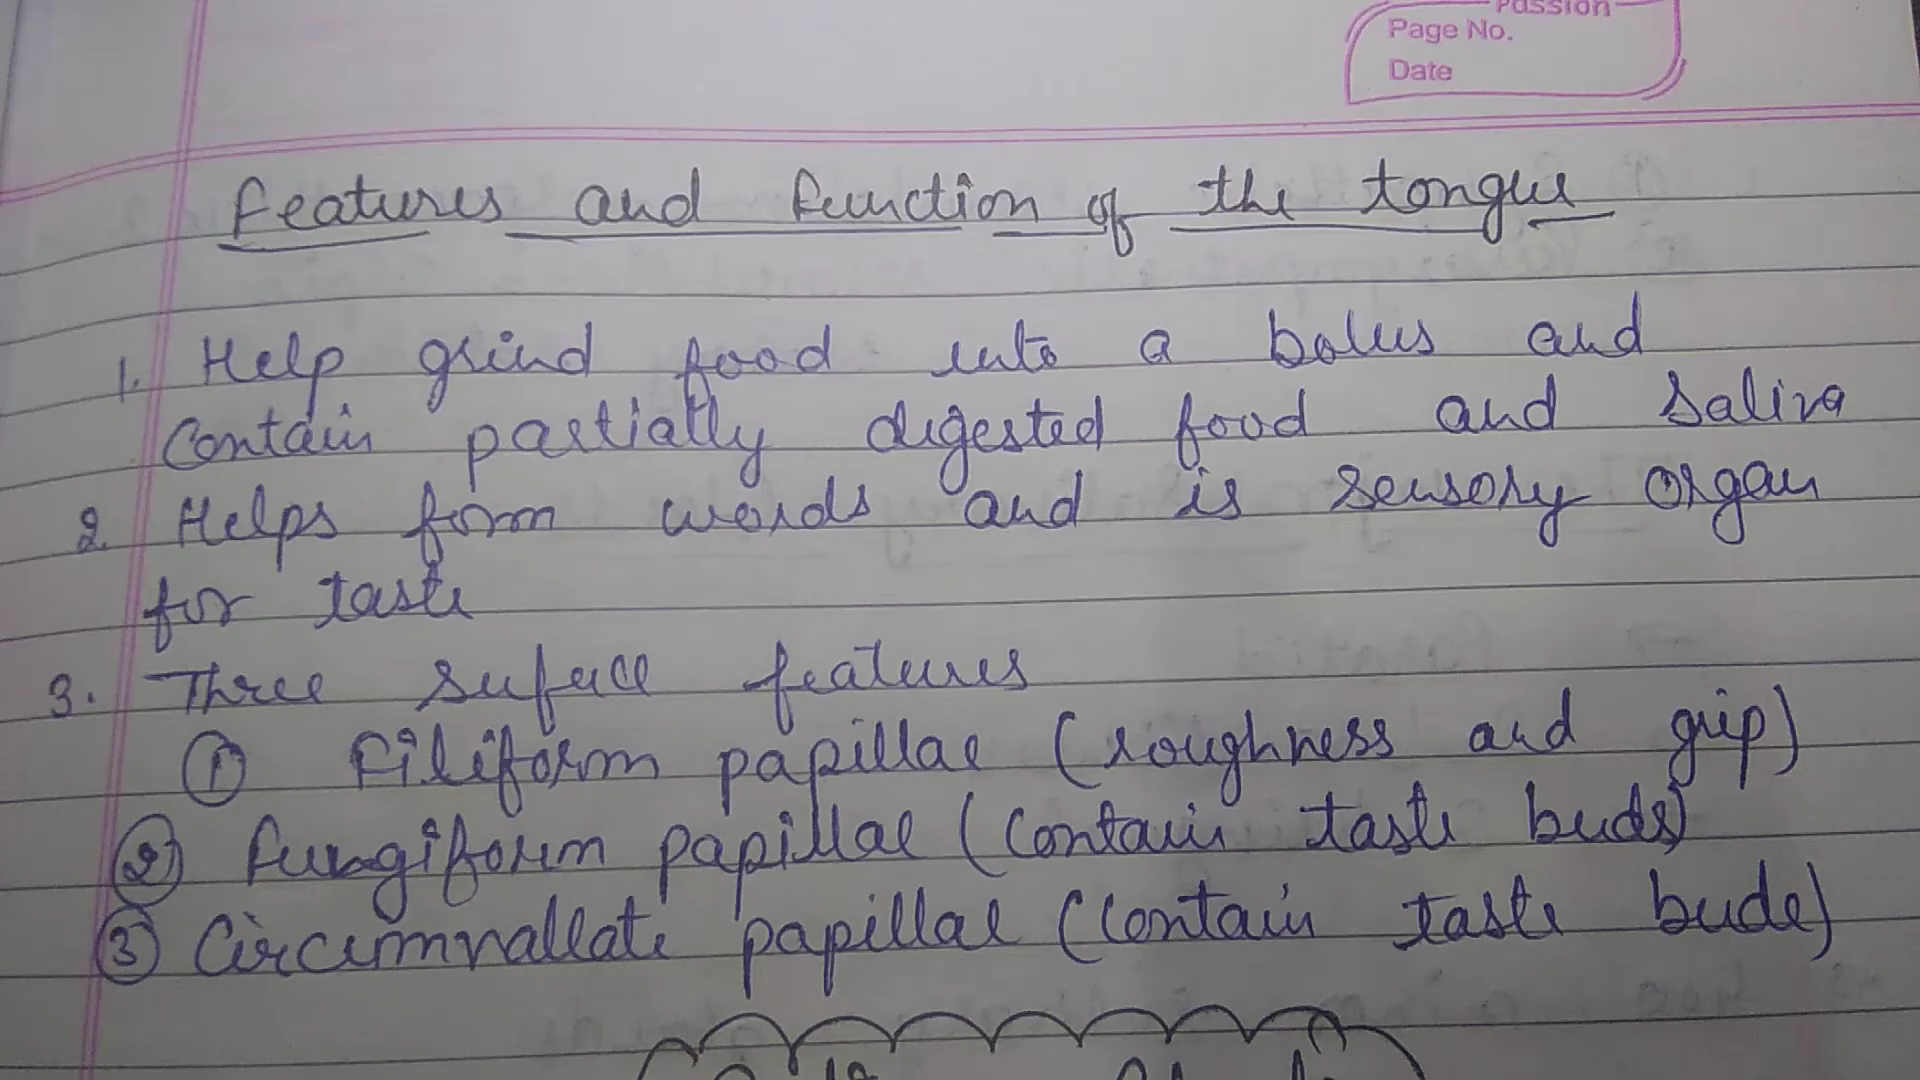 Passion
Page No.
Date
Features and function of the tongue
1. Help grind food into a bolus and
Contain partially digested food and saliva
2. Helps form words and is sensory organ
for taste
3. Three suface features
① Filiform papillae (roughness and grip)
② fungiform papillae (contain taste buds)
③ Circumvallate papillae (contain taste buds)